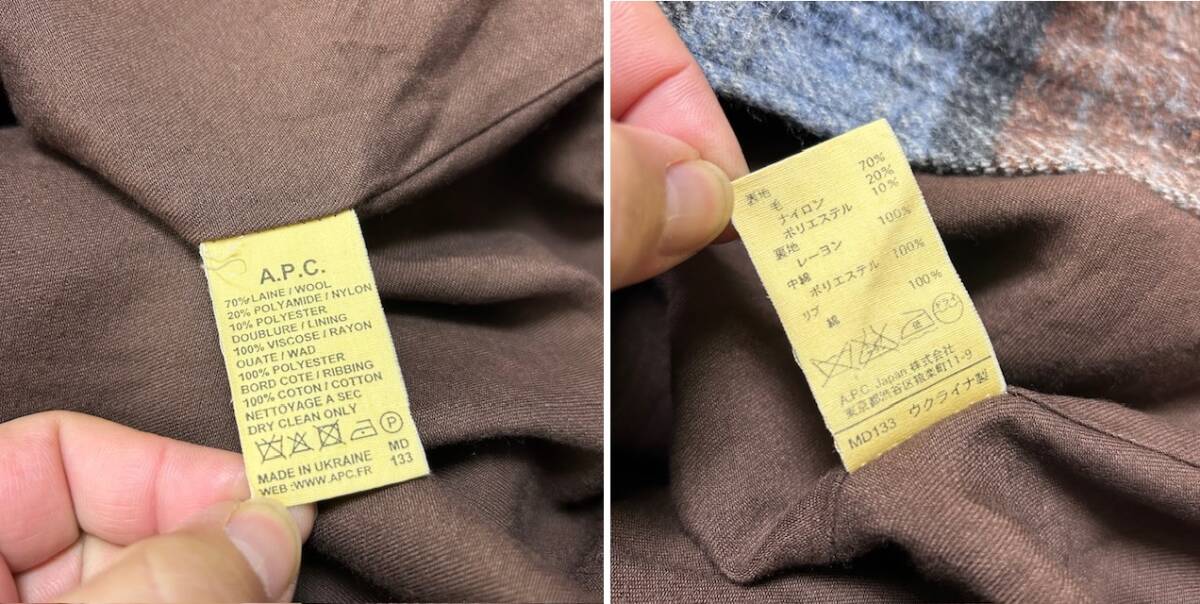 A.P.C.
70% LAINE / WOOL
20% POLYAMIDE / NYLON
10% POLYESTER
DOUBLURE / LINING
100% VISCOSE / RAYON
OUATE / WAD
100% POLYESTER
BORD COTE / RIBBING
100% COTTON / COTTON
NETTOYAGE A SEC
DRY CLEAN ONLY
P
MADE IN UKRAINE MD
WEB :WWW.APC.FR 133
表地
毛 70%
ナイロン 20%
ポリエステル 10%
裏地
レーヨン 100%
中綿
ポリエステル 100%
リブ
綿 100%
低 ドライ
A.P.C. Japan 株式会社
東京都渋谷区猿楽町11-9
MD133 ウクライナ製